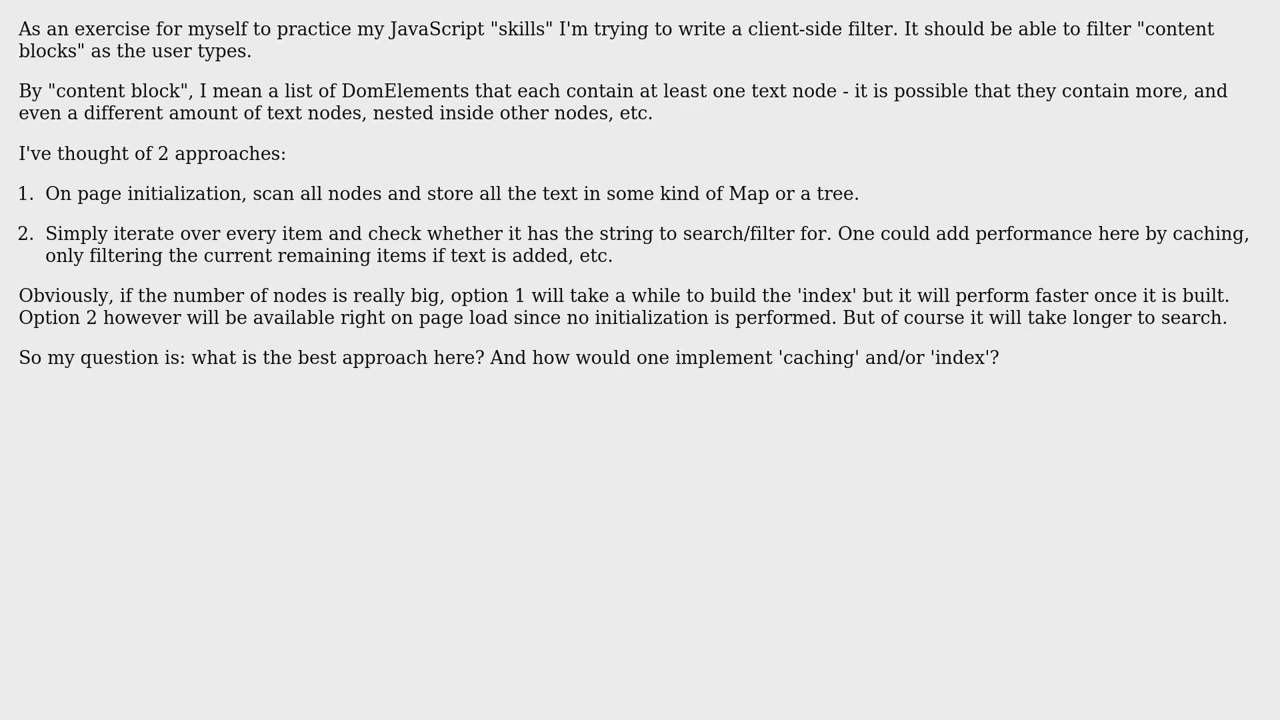 As an exercise for myself to practice my JavaScript "skills" I'm trying to write a client-side filter. It should be able to filter "content
blocks" as the user types.
By "content block", I mean a list of DomElements that each contain at least one text node - it is possible that they contain more, and
even a different amount of text nodes, nested inside other nodes, etc.
I've thought of 2 approaches:
1. On page initialization, scan all nodes and store all the text in some kind of Map or a tree.
2. Simply iterate over every item and check whether it has the string to search/filter for. One could add performance here by caching,
only filtering the current remaining items if text is added, etc.
Obviously, if the number of nodes is really big, option 1 will take a while to build the 'index' but it will perform faster once it is built.
Option 2 however will be available right on page load since no initialization is performed. But of course it will take longer to search.
So my question is: what is the best approach here? And how would one implement 'caching' and/or 'index'?